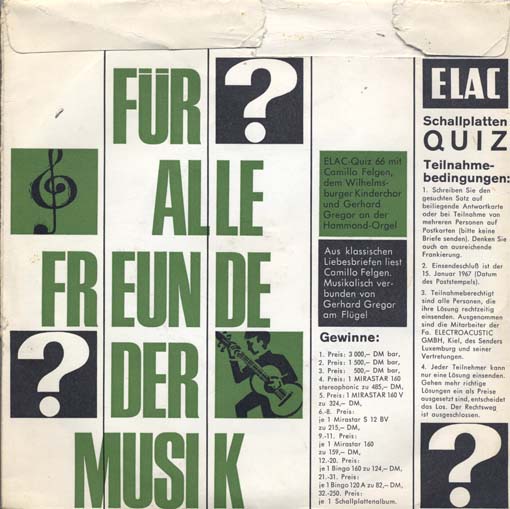 FÜR
?
ALLE
FREUNDE
?
DER
MUSIK
ELAC-Quiz 66 mit
Camillo Felgen,
dem Wilhelms-
burger Kinderchor
und Gerhard
Gregor an der
Hammond-Orgel
Aus klassischen
Liebesbriefen liest
Camillo Felgen.
Musikalisch ver-
bunden von
Gerhard Gregor
am Flügel
Gewinne:
1. Preis: 3 000,– DM bar,
2. Preis: 1 500,– DM bar,
3. Preis: 500,– DM bar,
4. Preis: 1 MIRASTAR 160
stereophonic zu 485,– DM,
5. Preis: 1 MIRASTAR 160 V
zu 324,– DM,
6.-8. Preis:
je 1 Mirastar S 12 BV
zu 215,– DM,
9.-11. Preis:
je 1 Mirastar 160
zu 159,– DM,
12.-20. Preis:
je 1 Bingo 160 zu 124,– DM,
21.-31. Preis:
je 1 Bingo 120 A zu 82,– DM,
32.-250. Preis:
je 1 Schallplattenalbum.
ELAC
Schallplatten
QUIZ
Teilnahme-
bedingungen:
1. Schreiben Sie den
gesuchten Satz auf
beiliegende Antwortkarte
oder bei Teilnahme von
mehreren Personen auf
Postkarten (bitte keine
Briefe senden). Denken Sie
auch an ausreichende
Frankierung.
2. Einsendeschluß ist der
15. Januar 1967 (Datum
des Poststempels).
3. Teilnahmeberechtigt
sind alle Personen, die
ihre Lösung rechtzeitig
einsenden. Ausgenommen
sind die Mitarbeiter der
Fa. ELECTROACUSTIC
GMBH, Kiel, des Senders
Luxemburg und seiner
Vertretungen.
4. Jeder Teilnehmer kann
nur eine Lösung einsenden.
Gehen mehr richtige
Lösungen ein als Preise
ausgesetzt sind, entscheidet
das Los. Der Rechtsweg
ist ausgeschlossen.
?